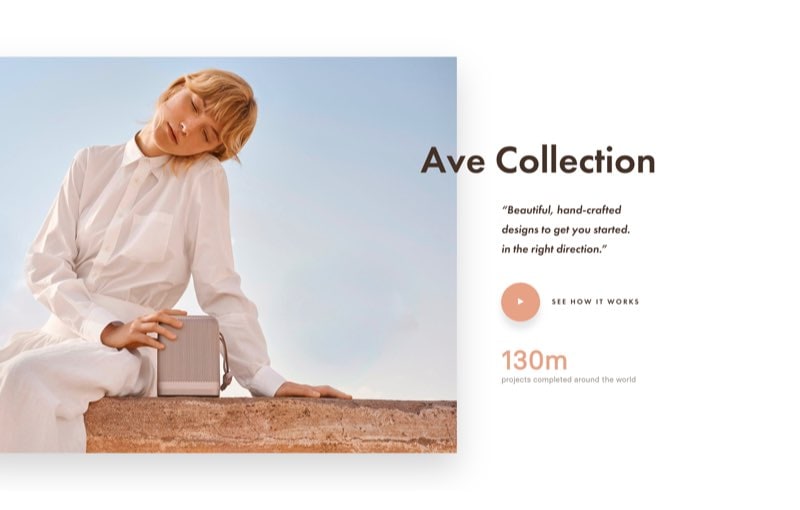 Ave Collection
“Beautiful, hand-crafted
designs to get you started.
in the right direction.”
SEE HOW IT WORKS
130m
projects completed around the world